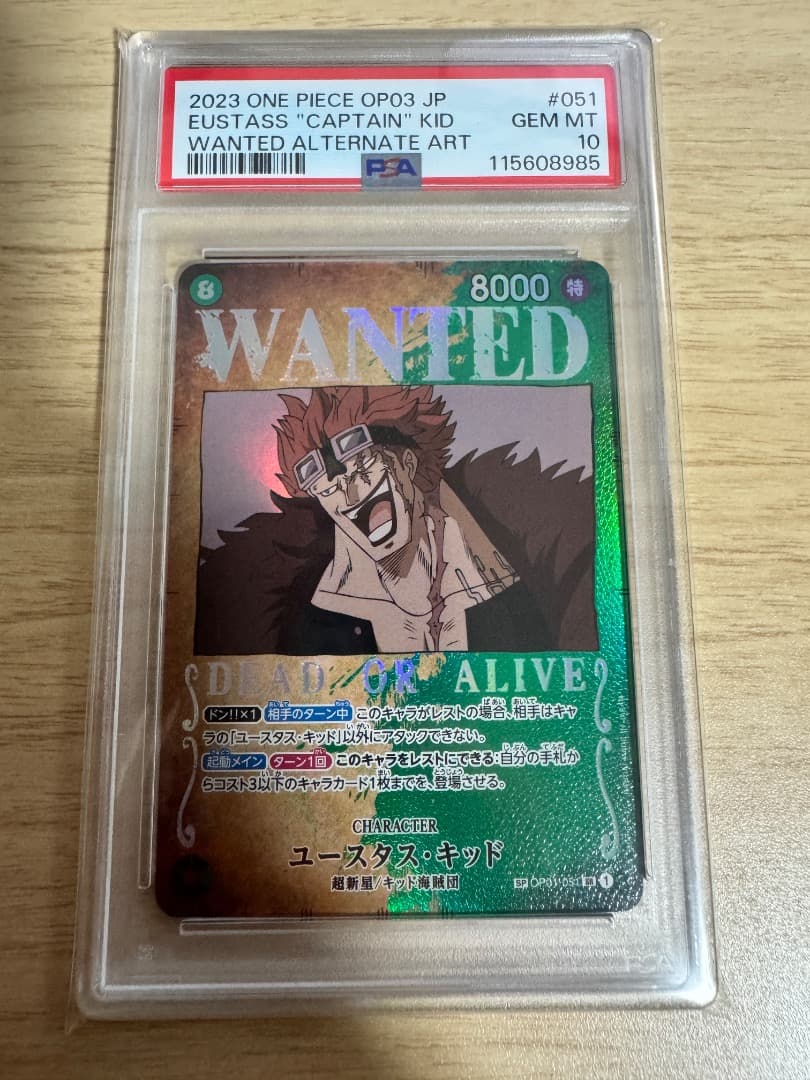 2023 ONE PIECE OP03 JP #051
EUSTASS "CAPTAIN" KID GEM MT
WANTED ALTERNATE ART 10
PSA 115608985
8 8000 特
WANTED
DEAD OR ALIVE
ドン!!×1 相手のターン中 このキャラがレストの場合、相手はキャ
ラの「ユースタス・キッド」以外にアタックできない。
起動メイン ターン1回 このキャラをレストにできる:自分の手札か
らコスト3以下のキャラカード1枚までを、登場させる。
CHARACTER
ユースタス・キッド
超新星/キッド海賊団
SP OP01-051 SR 1
PSA